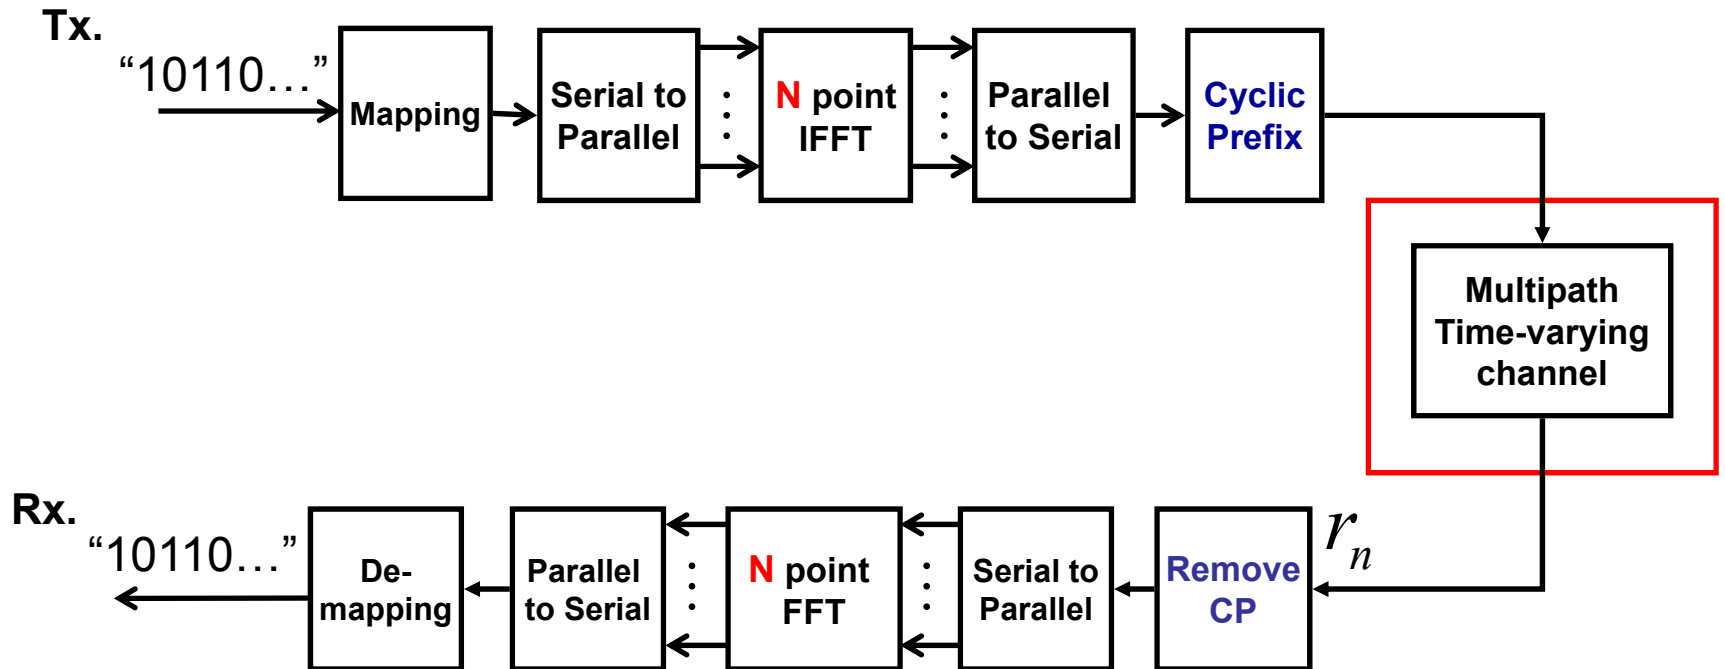 Tx.
“10110…”
Mapping
Serial to
Parallel
N point
IFFT
Parallel
to Serial
Cyclic
Prefix
Multipath
Time-varying
channel
Rx.
“10110…”
De-
mapping
Parallel
to Serial
N point
FFT
Serial to
Parallel
Remove
CP
rn